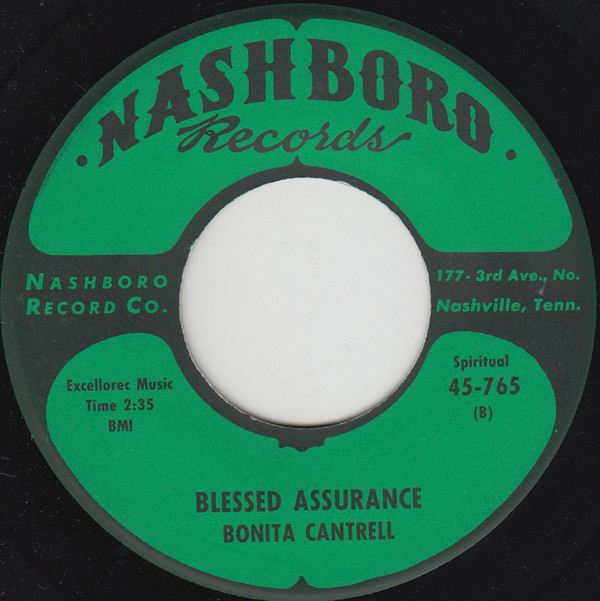 · NASHBORO ·
Records
NASHBORO
RECORD CO.
177-3rd Ave., No.
Nashville, Tenn.
Excellorec Music
Time 2:35
BMI
Spiritual
45-765
(B)
BLESSED ASSURANCE
BONITA CANTRELL